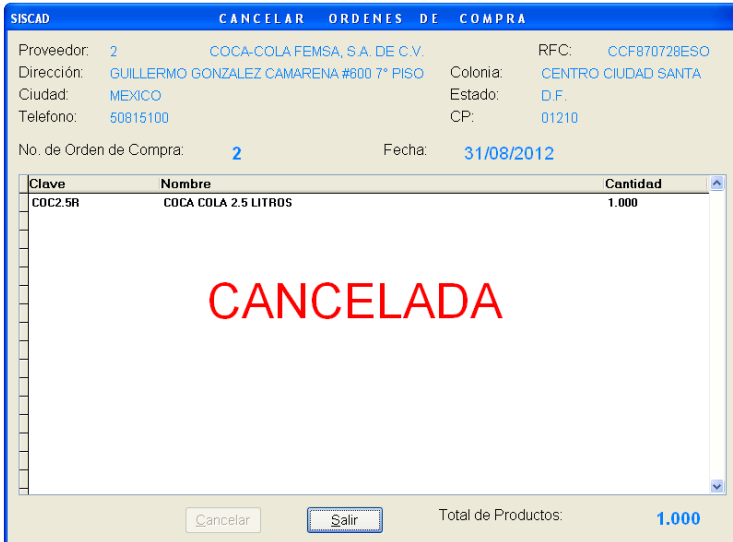 SISCAD CANCELAR ORDENES DE COMPRA
Proveedor: 2 COCA-COLA FEMSA, S.A. DE C.V. RFC: CCF870728ESO
Dirección: GUILLERMO GONZALEZ CAMARENA #600 7° PISO Colonia: CENTRO CIUDAD SANTA
Ciudad: MEXICO Estado: D.F.
Telefono: 50815100 CP: 01210
No. de Orden de Compra: 2 Fecha: 31/08/2012
Clave Nombre Cantidad
COC2.5R COCA COLA 2.5 LITROS 1.000
CANCELADA
Cancelar Salir Total de Productos: 1.000